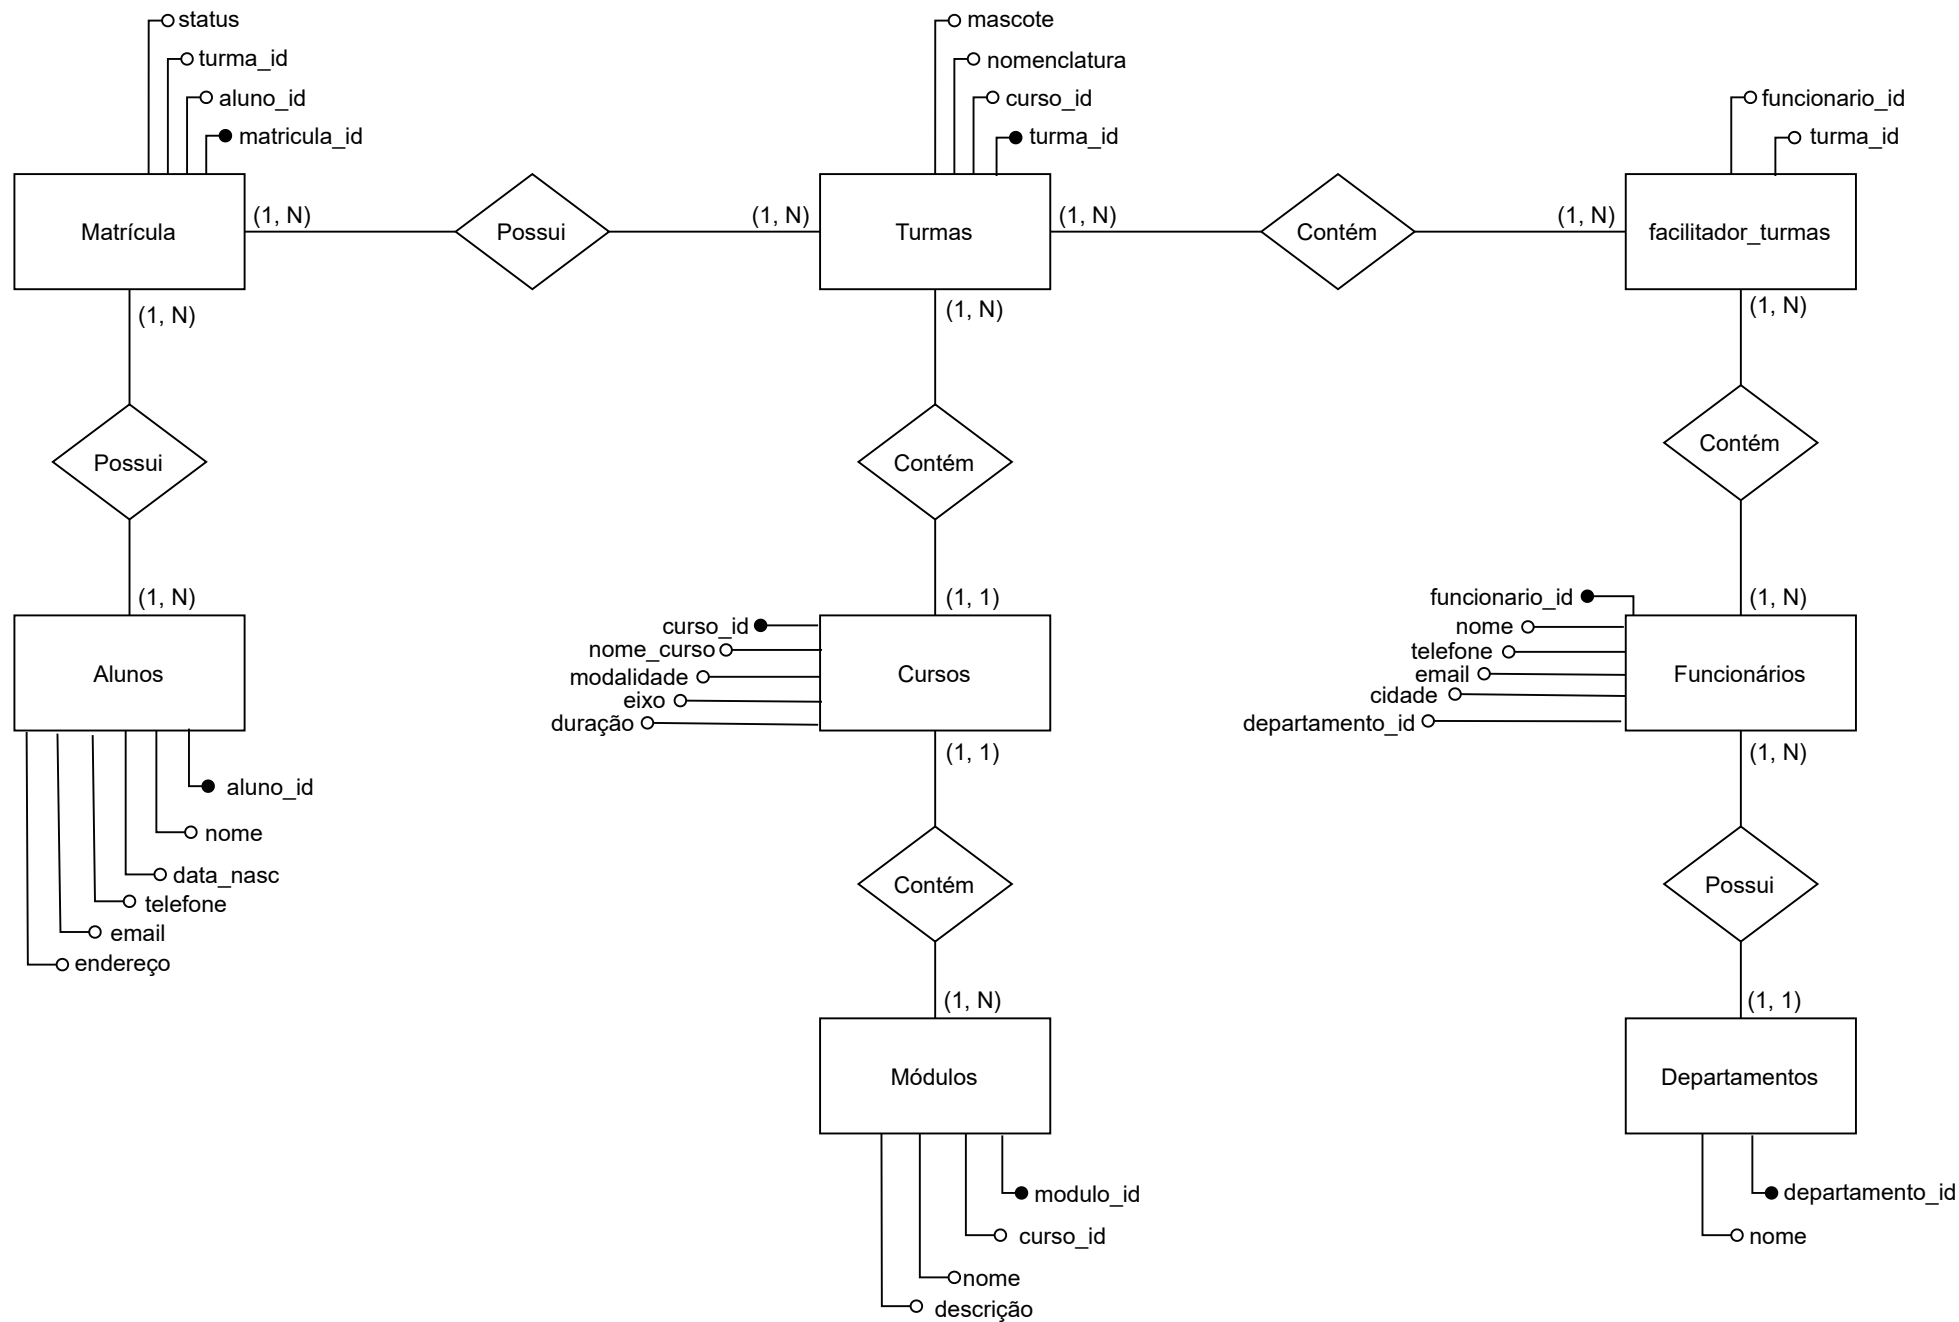 status
turma_id
aluno_id
matricula_id
mascote
nomenclatura
curso_id
turma_id
funcionario_id
turma_id
Matrícula
(1, N)
Possui
(1, N)
Turmas
(1, N)
Contém
(1, N)
facilitador_turmas
(1, N)
(1, N)
(1, N)
Possui
Contém
Contém
(1, N)
(1, 1)
(1, N)
Alunos
curso_id
nome_curso
modalidade
eixo
duração
Cursos
funcionario_id
nome
telefone
email
cidade
departamento_id
Funcionários
(1, 1)
(1, N)
aluno_id
nome
data_nasc
telefone
email
endereço
Contém
Possui
(1, N)
(1, 1)
Módulos
Departamentos
modulo_id
curso_id
nome
descrição
departamento_id
nome